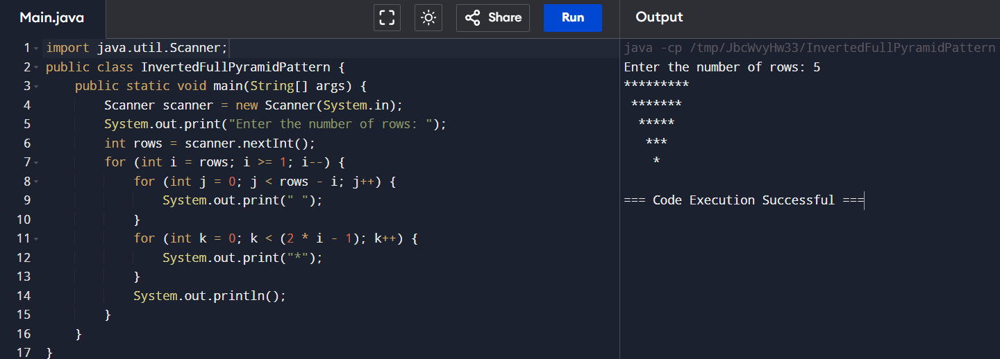 Main.java
Share
Run
Output
1 import java.util.Scanner;
2 public class InvertedFullPyramidPattern {
3     public static void main(String[] args) {
4         Scanner scanner = new Scanner(System.in);
5         System.out.print("Enter the number of rows: ");
6         int rows = scanner.nextInt();
7         for (int i = rows; i >= 1; i--) {
8             for (int j = 0; j < rows - i; j++) {
9                 System.out.print(" ");
10             }
11             for (int k = 0; k < (2 * i - 1); k++) {
12                 System.out.print("*");
13             }
14             System.out.println();
15         }
16     }
17 }
java -cp /tmp/JbcWvyHw33/InvertedFullPyramidPattern
Enter the number of rows: 5
*********
 *******
  *****
   ***
    *
=== Code Execution Successful ===